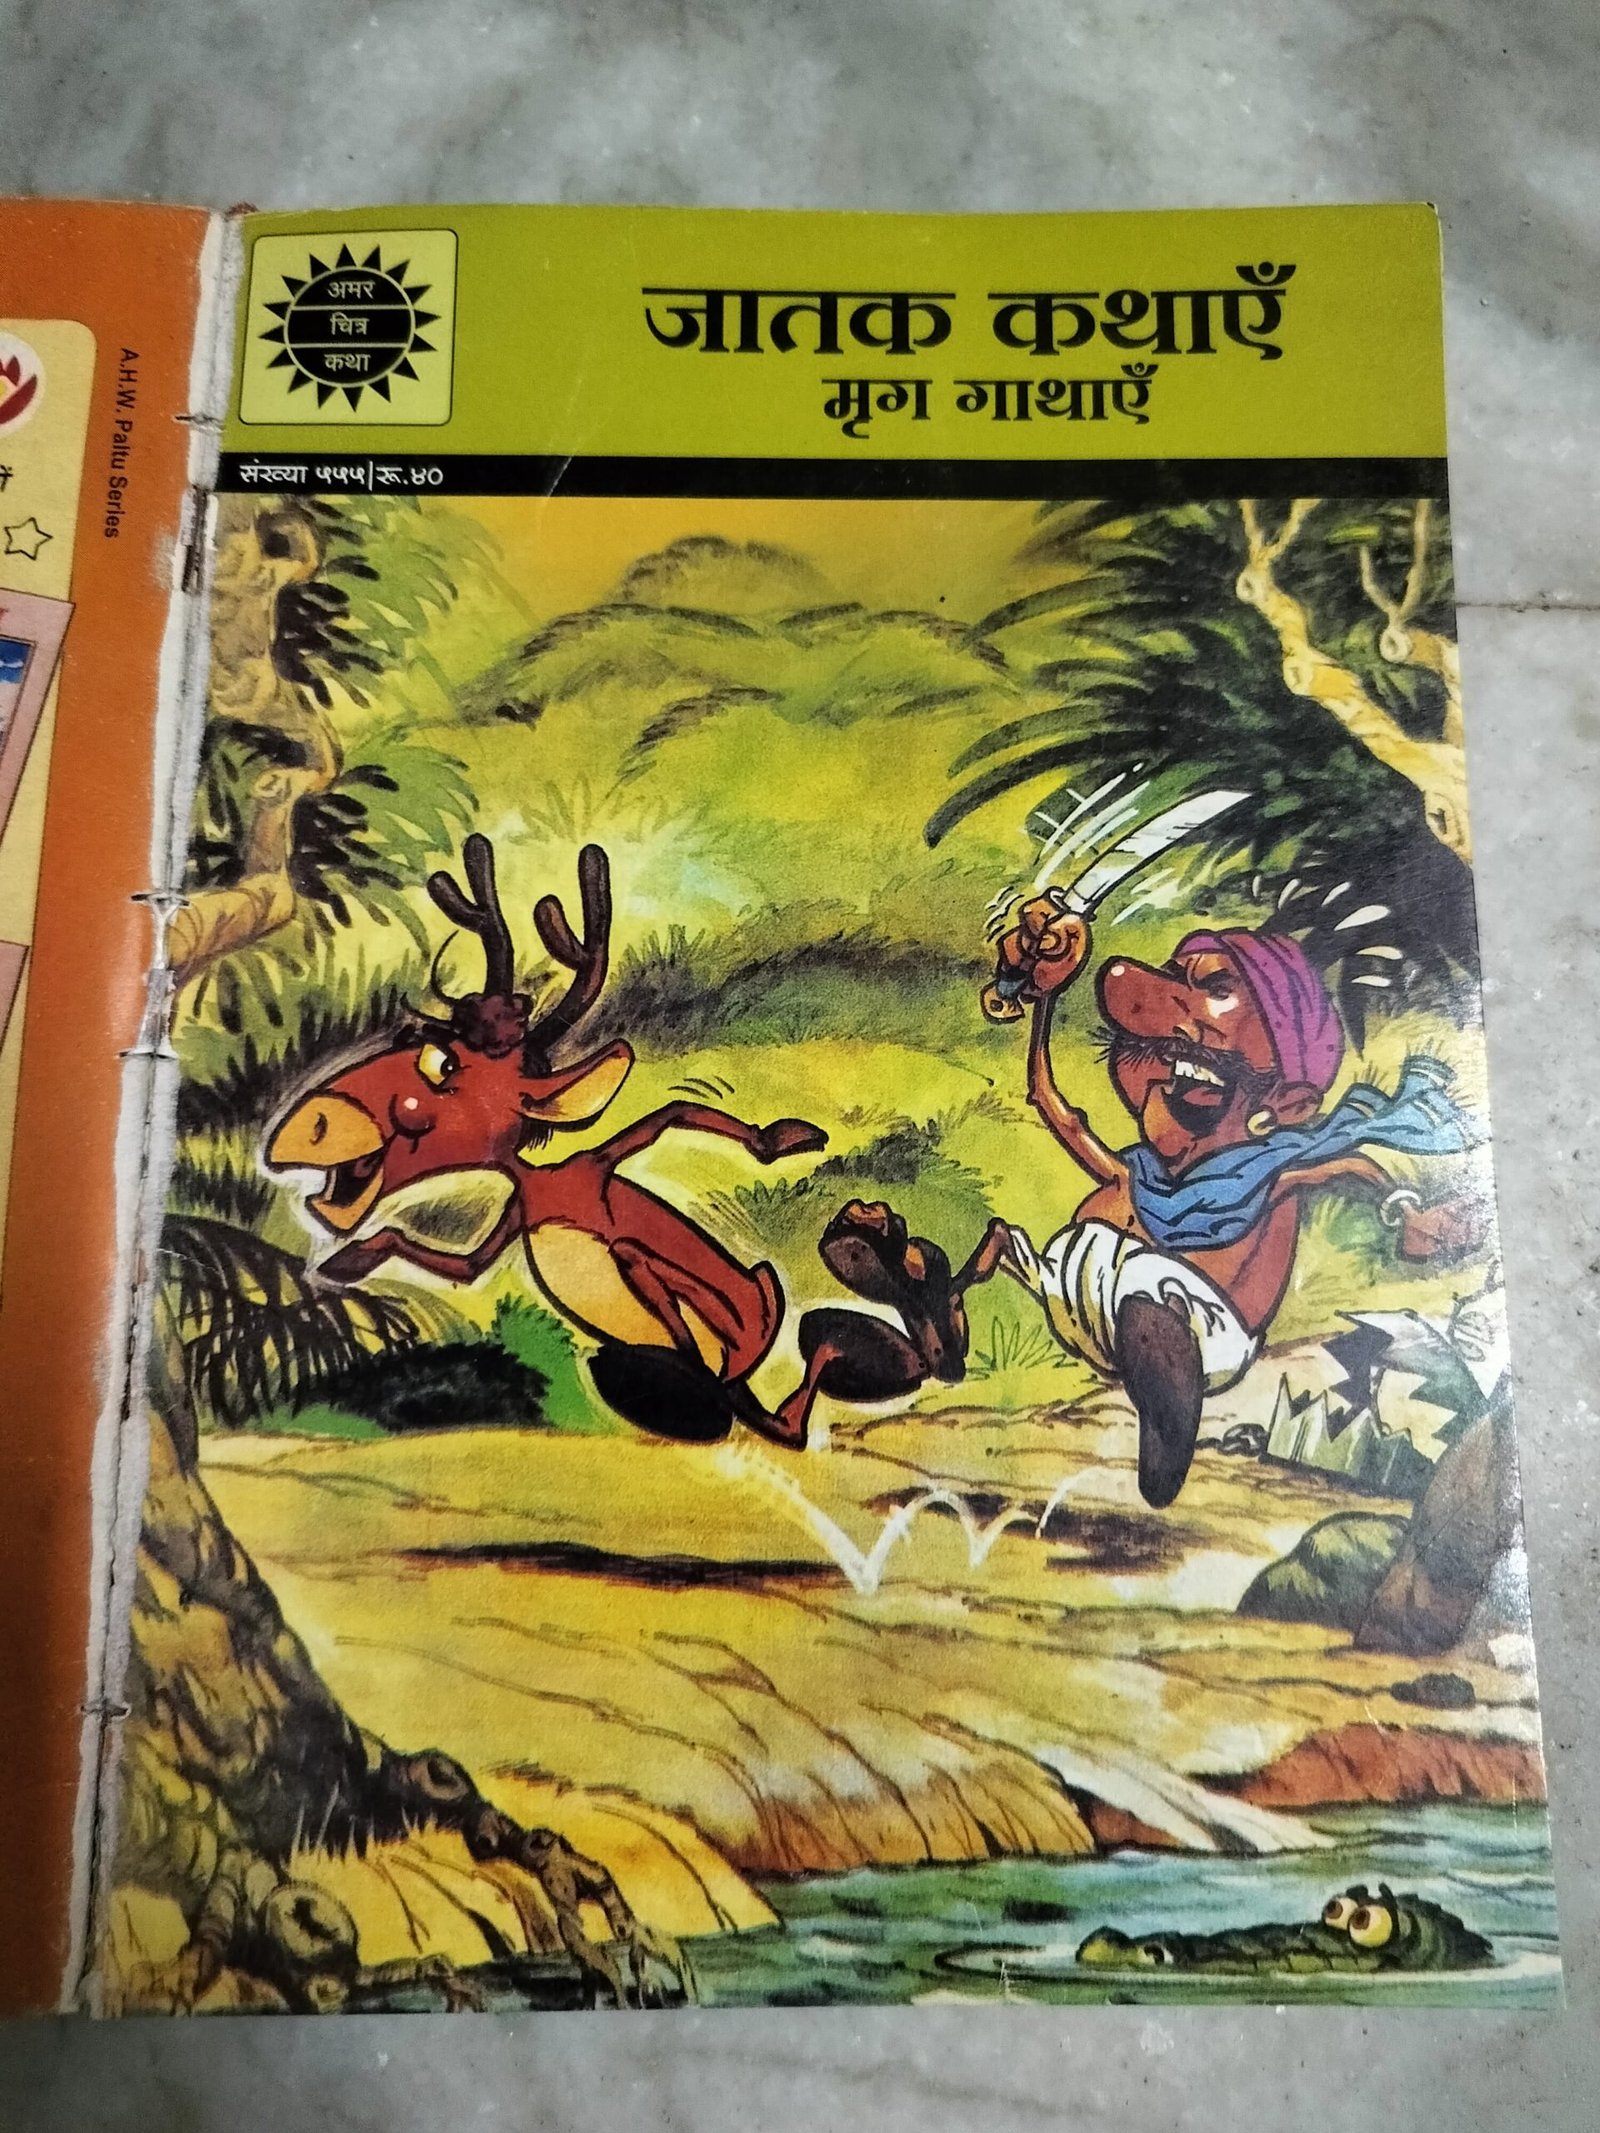 में
A.H.W. Paltu Series
अमर
चित्र
कथा
जातक कथाएँ
मृग गाथाएँ
संख्या ५५५|रू.४०